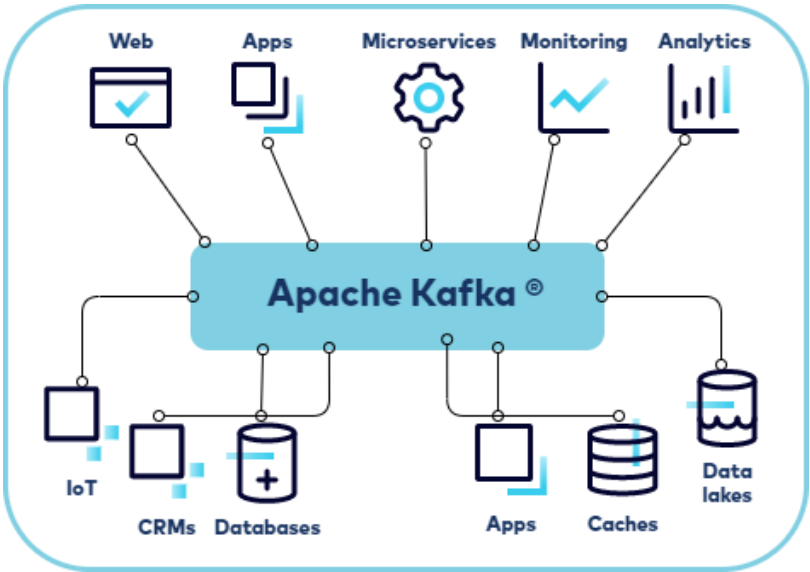 Web
Apps
Microservices
Monitoring
Analytics
Apache Kafka ®
IoT
CRMs
Databases
Apps
Caches
Data
lakes